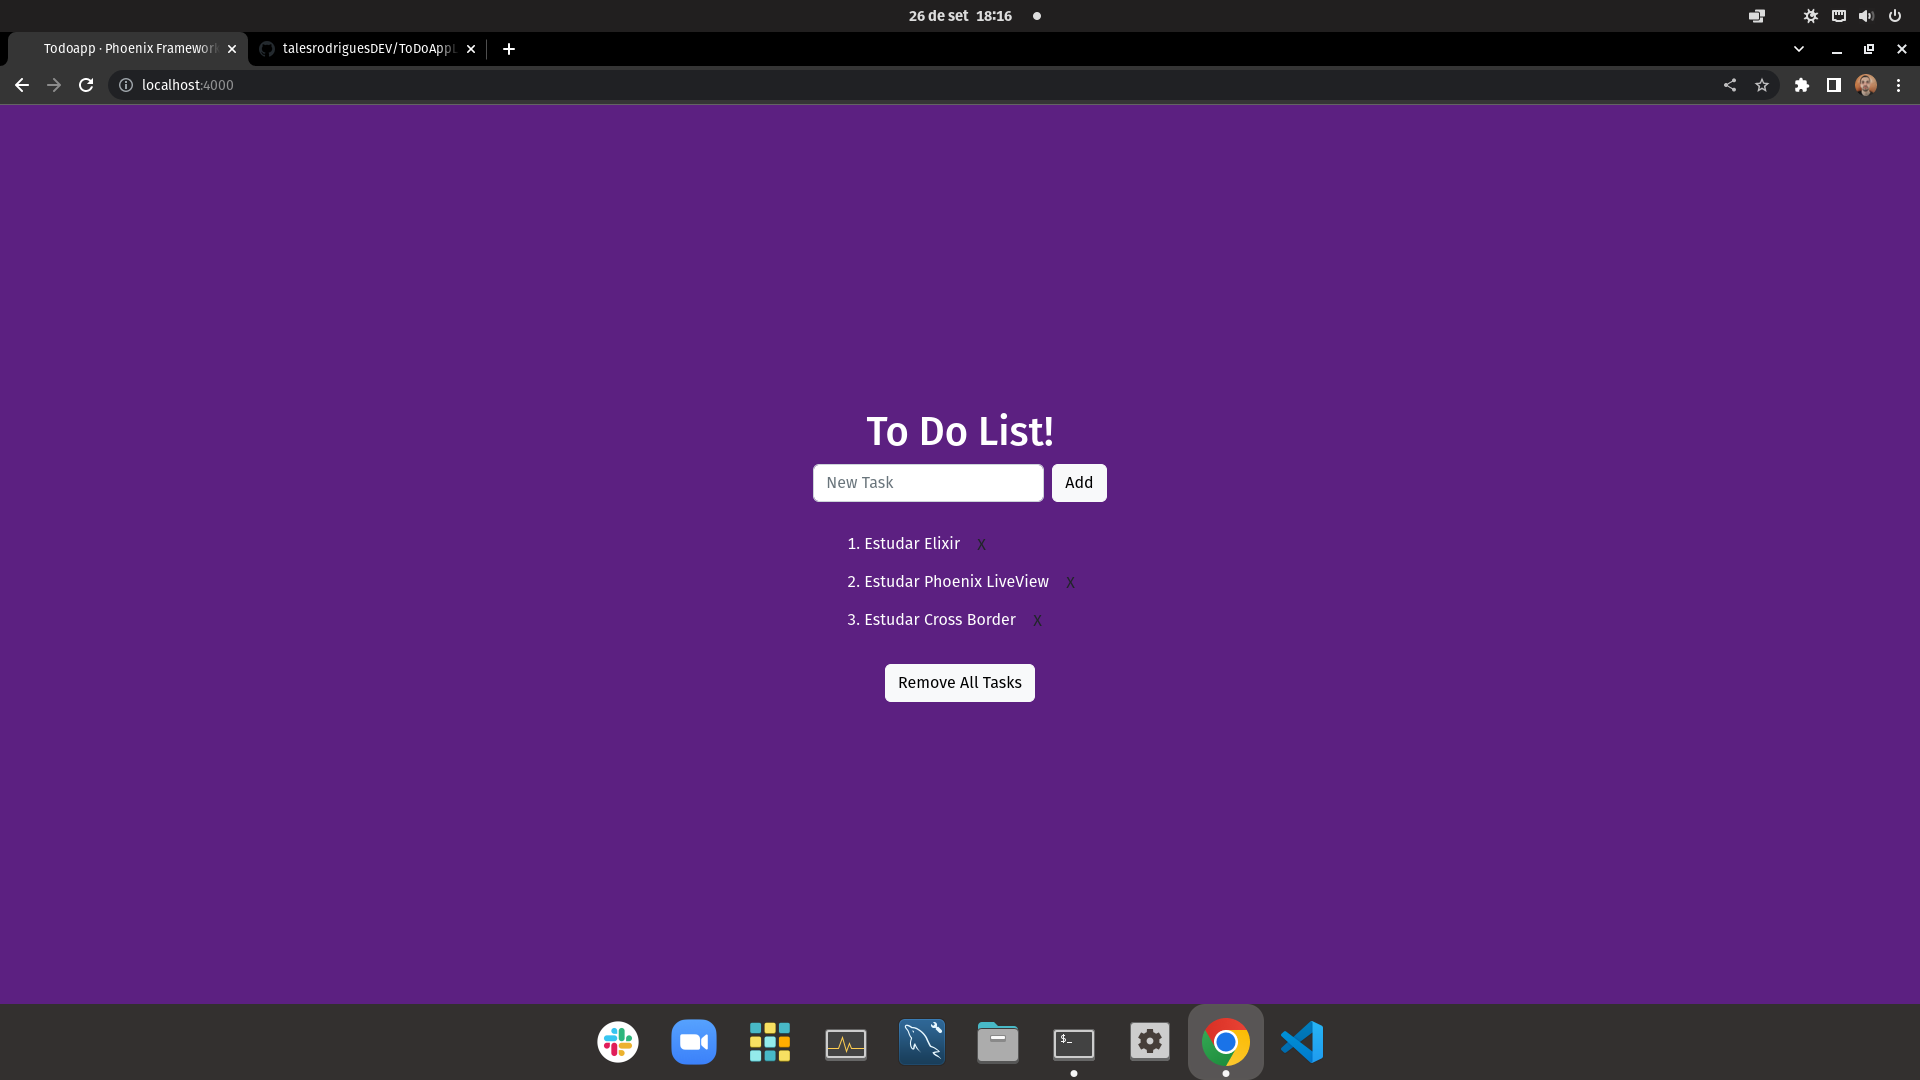 26 de set 18:16
Todoapp · Phoenix Framework
talesrodriguesDEV/ToDoAppL
localhost:4000
To Do List!
New Task
Add
1. Estudar Elixir X
2. Estudar Phoenix LiveView X
3. Estudar Cross Border X
Remove All Tasks
$_